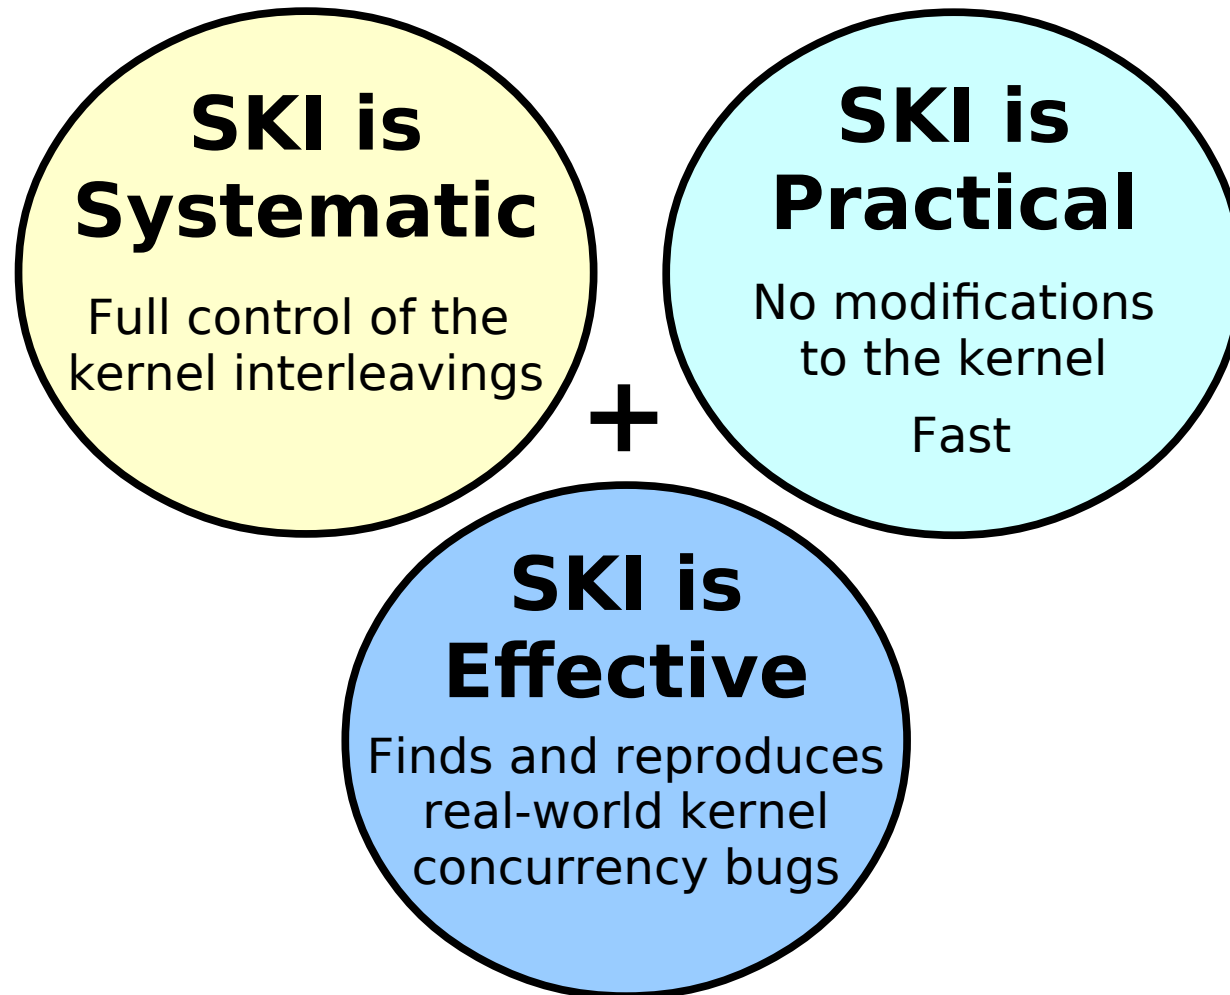 SKI is
Systematic
Full control of the
kernel interleavings
SKI is
Practical
No modifications
to the kernel
Fast
+
SKI is
Effective
Finds and reproduces
real-world kernel
concurrency bugs